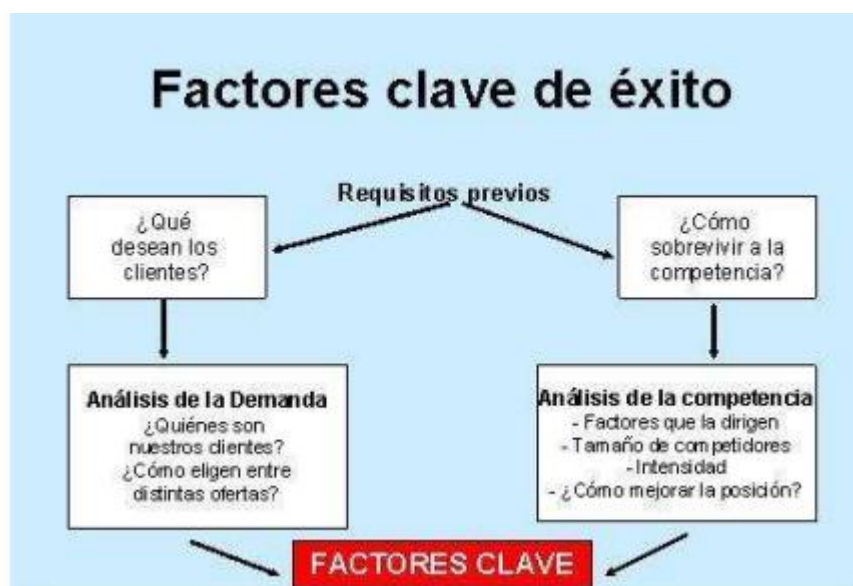 Factores clave de éxito
Requisitos previos
¿Qué
desean los
clientes?
¿Cómo
sobrevivir a la
competencia?
Análisis de la Demanda
¿Quiénes son
nuestros clientes?
¿Cómo eligen entre
distintas ofertas?
Análisis de la competencia
- Factores que la dirigen
- Tamaño de competidores
-Intensidad
- ¿Cómo mejorar la posición?
FACTORES CLAVE